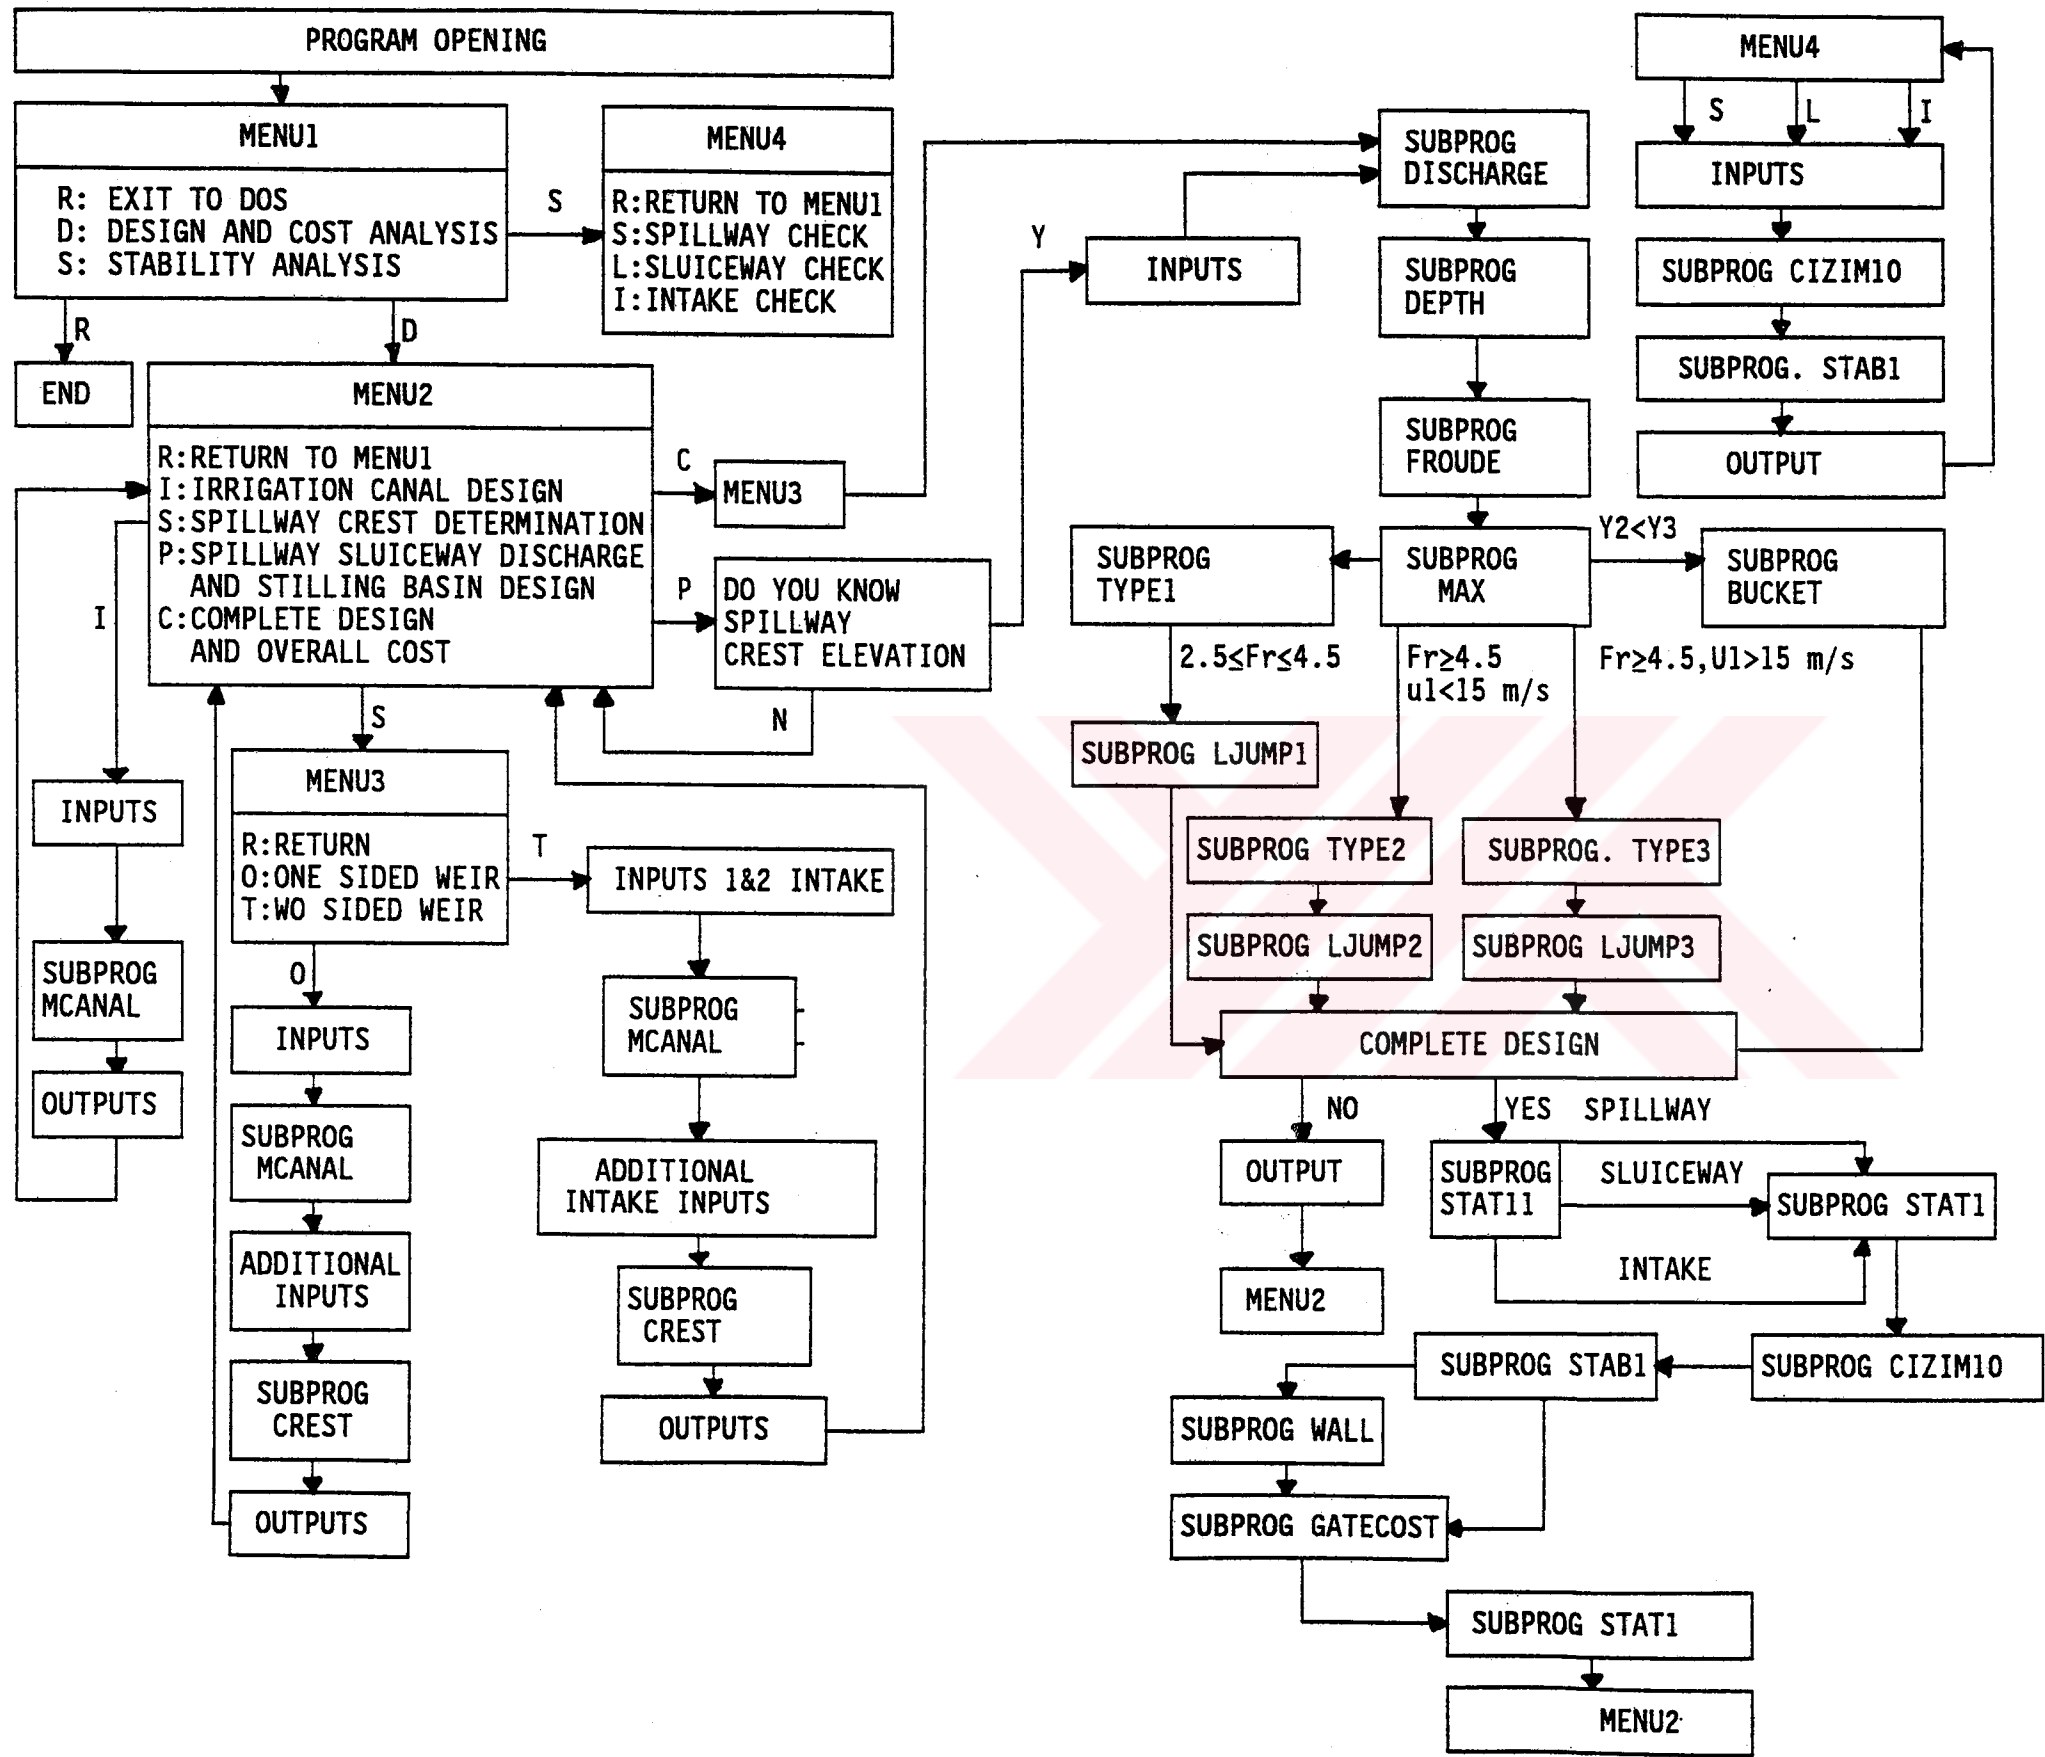 PROGRAM OPENING
MENU1
R: EXIT TO DOS
D: DESIGN AND COST ANALYSIS
S: STABILITY ANALYSIS
S
MENU4
R:RETURN TO MENU1
S:SPILLWAY CHECK
L:SLUICEWAY CHECK
I:INTAKE CHECK
R
D
END
MENU2
R:RETURN TO MENU1
I:IRRIGATION CANAL DESIGN
S:SPILLWAY CREST DETERMINATION
P:SPILLWAY SLUICEWAY DISCHARGE
AND STILLING BASIN DESIGN
C:COMPLETE DESIGN
AND OVERALL COST
C
MENU3
P
DO YOU KNOW
SPILLWAY
CREST ELEVATION
N
Y
INPUTS
I
INPUTS
SUBPROG
MCANAL
OUTPUTS
S
MENU3
R:RETURN
O:ONE SIDED WEIR
T:WO SIDED WEIR
T
INPUTS 1&2 INTAKE
SUBPROG
MCANAL
ADDITIONAL
INTAKE INPUTS
SUBPROG
CREST
OUTPUTS
O
INPUTS
SUBPROG
MCANAL
ADDITIONAL
INPUTS
SUBPROG
CREST
OUTPUTS
SUBPROG
DISCHARGE
SUBPROG
DEPTH
SUBPROG
FROUDE
SUBPROG
MAX
SUBPROG
TYPE1
Y2<Y3
SUBPROG
BUCKET
2.5≤Fr≤4.5
Fr≥4.5
u1<15 m/s
Fr≥4.5,U1>15 m/s
SUBPROG LJUMP1
SUBPROG TYPE2
SUBPROG. TYPE3
SUBPROG LJUMP2
SUBPROG LJUMP3
COMPLETE DESIGN
NO
YES
SPILLWAY
OUTPUT
MENU2
SUBPROG
STAT11
SLUICEWAY
SUBPROG STAT1
INTAKE
SUBPROG CIZIM10
SUBPROG STAB1
SUBPROG WALL
SUBPROG GATECOST
SUBPROG STAT1
MENU2
MENU4
S
L
I
INPUTS
SUBPROG CIZIM10
SUBPROG. STAB1
OUTPUT